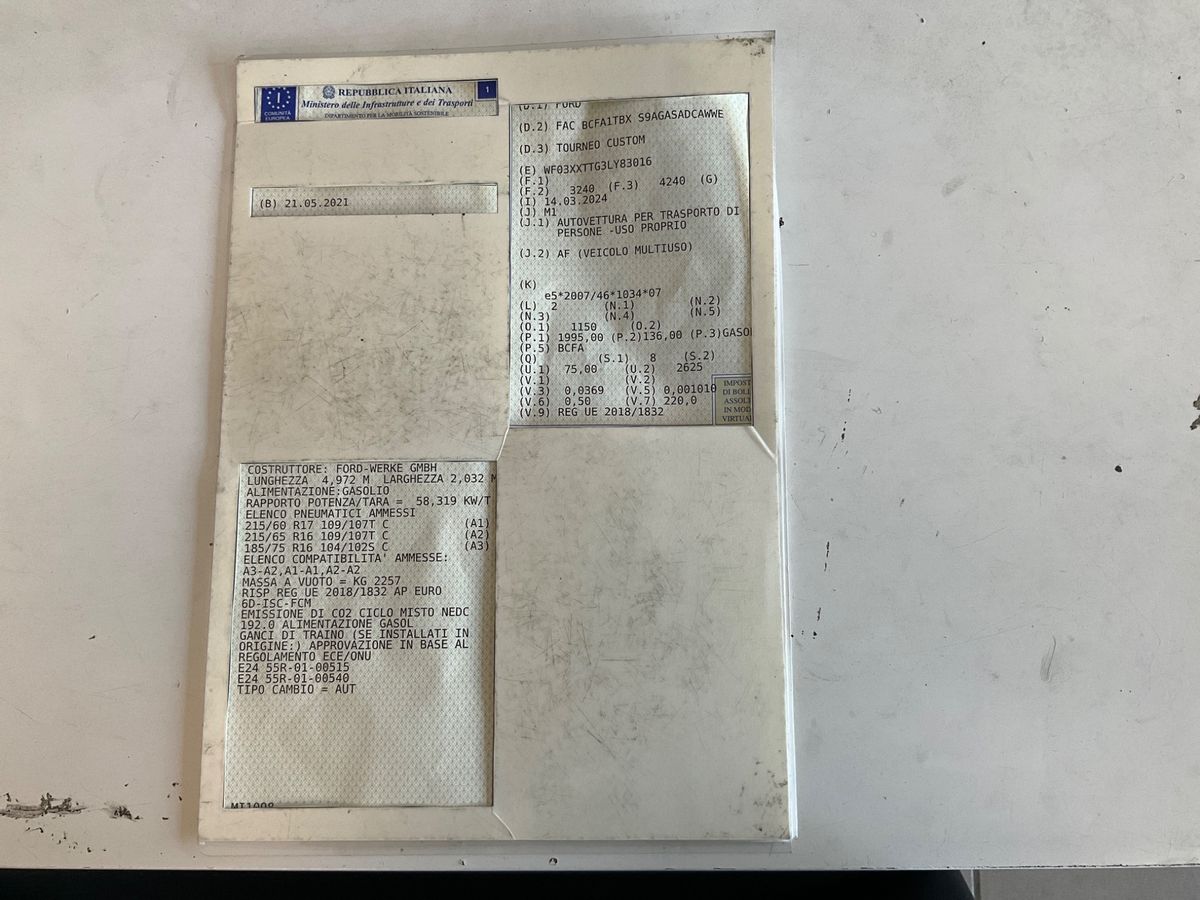 COMUNITÀ
EUROPEA
I
REPUBBLICA ITALIANA
Ministero delle Infrastrutture e dei Trasporti
DIPARTIMENTO PER LA MOBILITÀ SOSTENIBILE
1
(B) 21.05.2021
(D.1) FORD
(D.2) FAC BCFA1TBX S9AGASADCAWWE
(D.3) TOURNEO CUSTOM
(E) WF03XXTTG3LY83016
(F.1)
(F.2) 3240 (F.3) 4240 (G)
(I) 14.03.2024
(J) M1
(J.1) AUTOVETTURA PER TRASPORTO DI
PERSONE -USO PROPRIO
(J.2) AF (VEICOLO MULTIUSO)
(K)
e5*2007/46*1034*07
(L) 2 (N.1) (N.2)
(N.3) (N.4) (N.5)
(O.1) 1150 (O.2)
(P.1) 1995,00 (P.2)136,00 (P.3)GASO
(P.5) BCFA
(Q) (S.1) 8 (S.2)
(U.1) 75,00 (U.2) 2625
(V.1) (V.2)
(V.3) 0,0369 (V.5) 0,001010
(V.6) 0,50 (V.7) 220,0
(V.9) REG UE 2018/1832
IMPOST
DI BOLL
ASSOL
IN MOD
VIRTUA
COSTRUTTORE: FORD-WERKE GMBH
LUNGHEZZA 4,972 M LARGHEZZA 2,032 M
ALIMENTAZIONE:GASOLIO
RAPPORTO POTENZA/TARA = 58,319 KW/T
ELENCO PNEUMATICI AMMESSI
215/60 R17 109/107T C (A1)
215/65 R16 109/107T C (A2)
185/75 R16 104/102S C (A3)
ELENCO COMPATIBILITA' AMMESSE:
A3-A2,A1-A1,A2-A2
MASSA A VUOTO = KG 2257
RISP REG UE 2018/1832 AP EURO
6D-ISC-FCM
EMISSIONE DI CO2 CICLO MISTO NEDC
192.0 ALIMENTAZIONE GASOL
GANCI DI TRAINO (SE INSTALLATI IN
ORIGINE:) APPROVAZIONE IN BASE AL
REGOLAMENTO ECE/ONU
E24 55R-01-00515
E24 55R-01-00540
TIPO CAMBIO = AUT